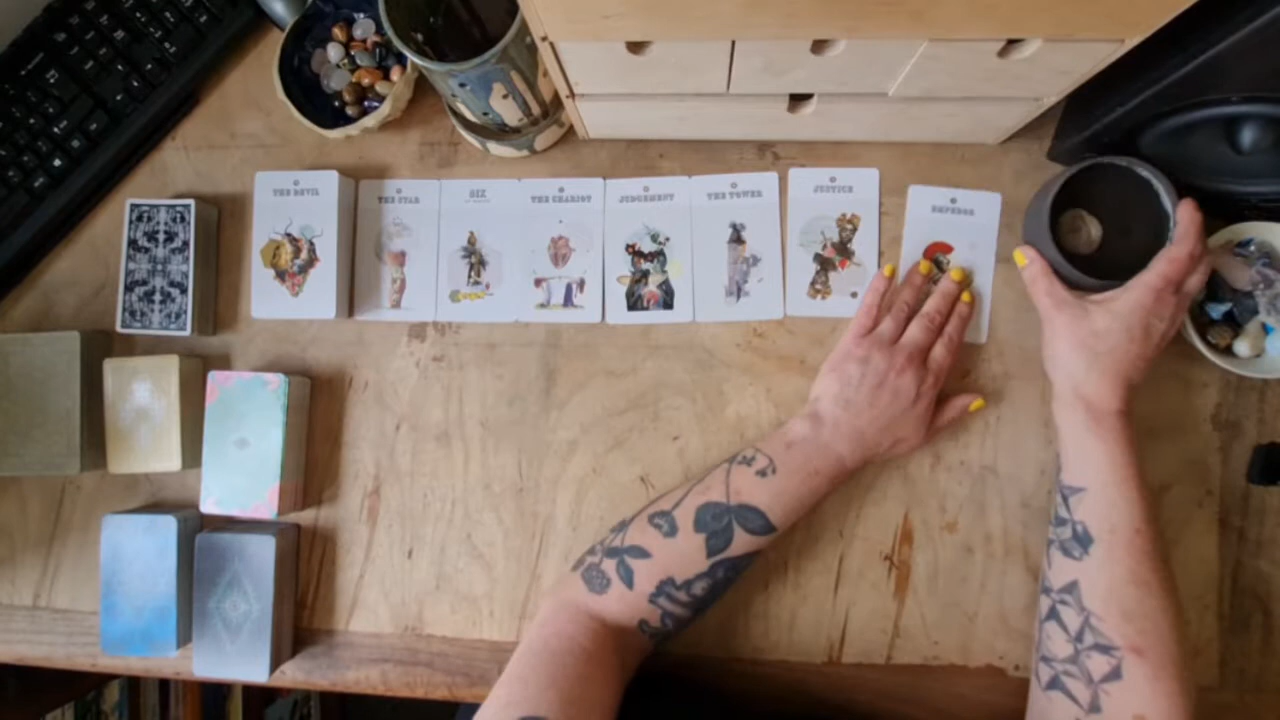 THE DEVIL
THE STAR
SIX
THE CHARIOT
JUDGEMENT
THE TOWER
JUSTICE
EMPEROR